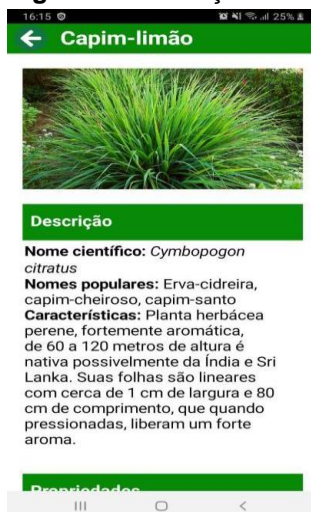 16:15
25%
Capim-limão
Descrição
Nome científico: Cymbopogon
citratus
Nomes populares: Erva-cidreira,
capim-cheiroso, capim-santo
Características: Planta herbácea
perene, fortemente aromática,
de 60 a 120 metros de altura é
nativa possivelmente da Índia e Sri
Lanka. Suas folhas são lineares
com cerca de 1 cm de largura e 80
cm de comprimento, que quando
pressionadas, liberam um forte
aroma.
Propriedades